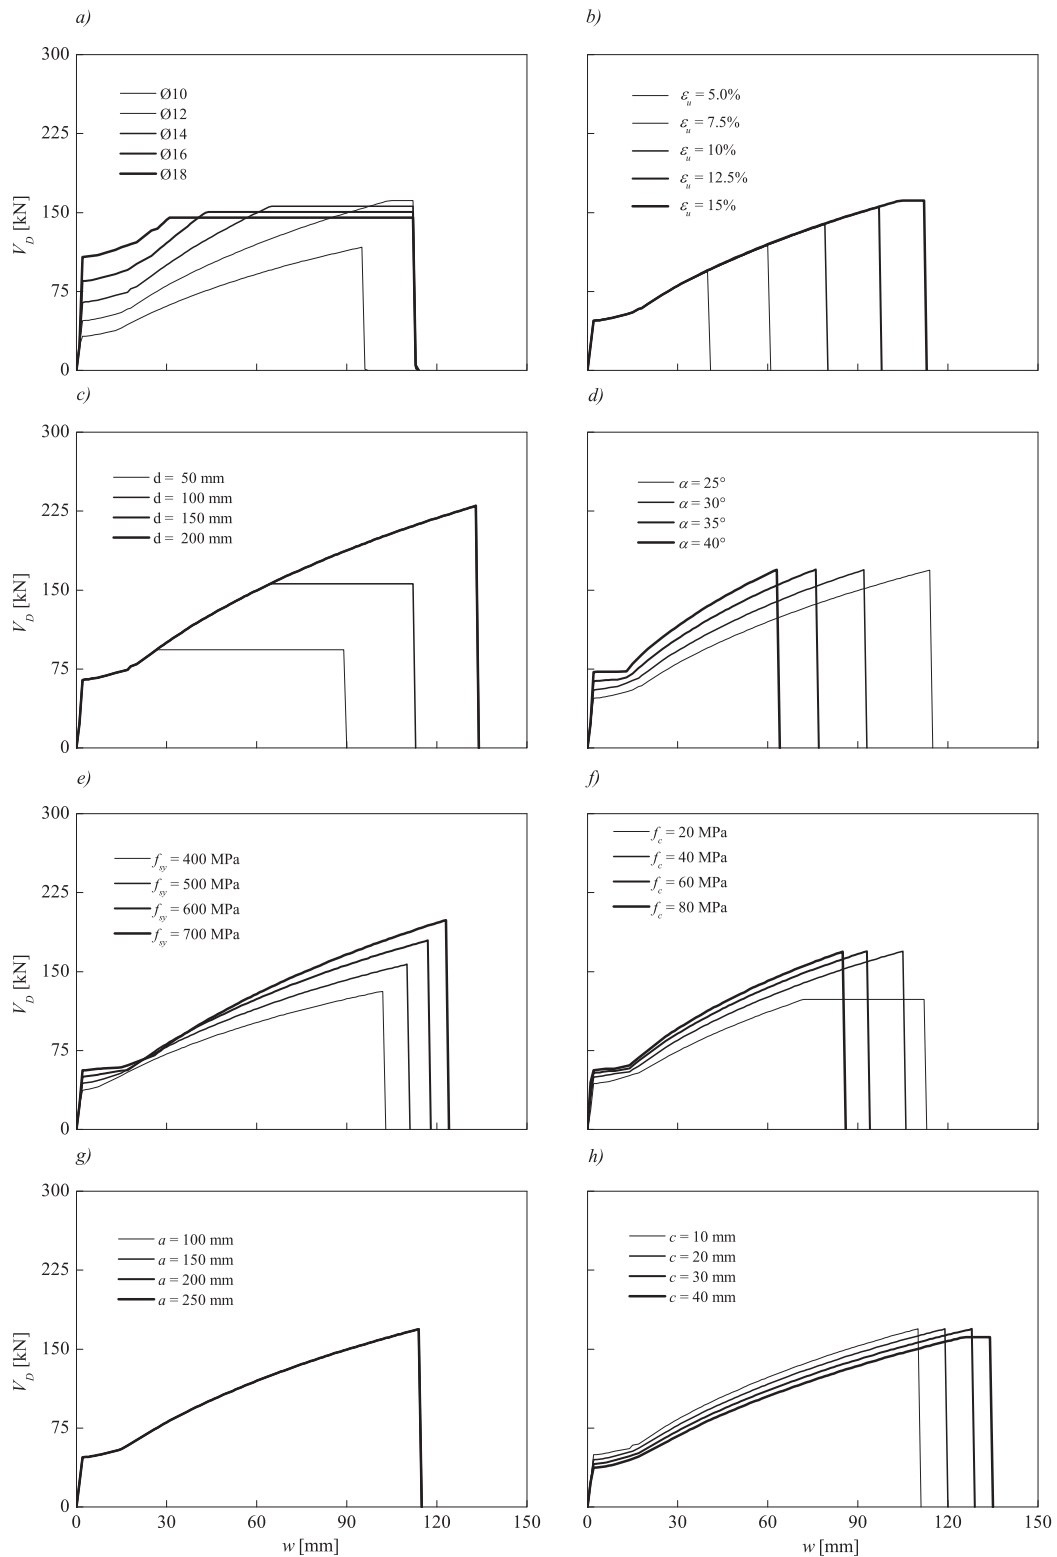 a)
300
225
150
75
0
V_D [kN]
Ø10
Ø12
Ø14
Ø16
Ø18
b)
ε_u = 5.0%
ε_u = 7.5%
ε_u = 10%
ε_u = 12.5%
ε_u = 15%
c)
300
225
150
75
0
V_D [kN]
d = 50 mm
d = 100 mm
d = 150 mm
d = 200 mm
d)
α = 25°
α = 30°
α = 35°
α = 40°
e)
300
225
150
75
0
V_D [kN]
f_sy = 400 MPa
f_sy = 500 MPa
f_sy = 600 MPa
f_sy = 700 MPa
f)
f_c = 20 MPa
f_c = 40 MPa
f_c = 60 MPa
f_c = 80 MPa
g)
300
225
150
75
0
V_D [kN]
a = 100 mm
a = 150 mm
a = 200 mm
a = 250 mm
0 30 60 90 120 150
w [mm]
h)
c = 10 mm
c = 20 mm
c = 30 mm
c = 40 mm
0 30 60 90 120 150
w [mm]